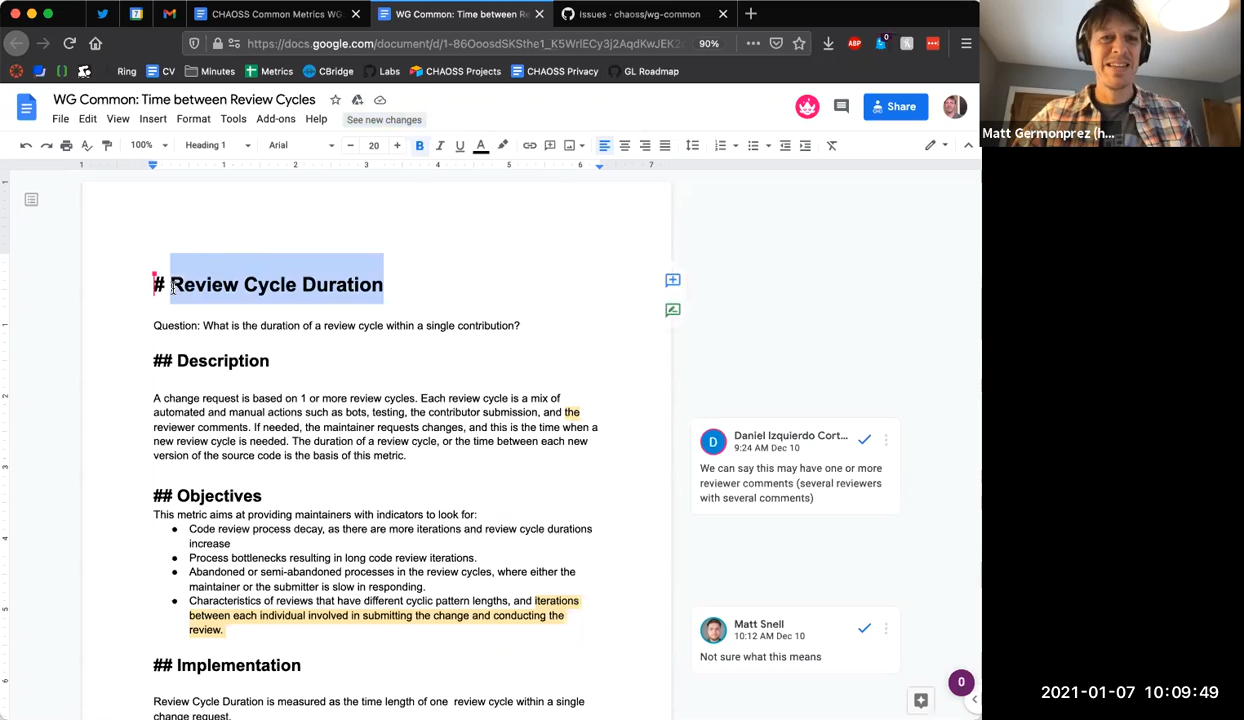 CHAOSS Common Metrics WG
WG Common: Time between Re
Issues · chaoss/wg-common
https://docs.google.com/document/d/1-86OoosdSKSthe1_K5WrlECy3j2AqdKwJEK2
90%
ABP
0
Ring
CV
Minutes
Metrics
CBridge
Labs
CHAOSS Projects
CHAOSS Privacy
GL Roadmap
WG Common: Time between Review Cycles
File Edit View Insert Format Tools Add-ons Help
See new changes
Share
100%
Heading 1
Arial
20
1 1 2 3 4 5 6 7
# Review Cycle Duration
Question: What is the duration of a review cycle within a single contribution?
## Description
A change request is based on 1 or more review cycles. Each review cycle is a mix of
automated and manual actions such as bots, testing, the contributor submission, and the
reviewer comments. If needed, the maintainer requests changes, and this is the time when a
new review cycle is needed. The duration of a review cycle, or the time between each new
version of the source code is the basis of this metric.
## Objectives
This metric aims at providing maintainers with indicators to look for:
● Code review process decay, as there are more iterations and review cycle durations
increase
● Process bottlenecks resulting in long code review iterations.
● Abandoned or semi-abandoned processes in the review cycles, where either the
maintainer or the submitter is slow in responding.
● Characteristics of reviews that have different cyclic pattern lengths, and iterations
between each individual involved in submitting the change and conducting the
review.
## Implementation
Review Cycle Duration is measured as the time length of one review cycle within a single
change request.
D
Daniel Izquierdo Cort...
9:24 AM Dec 10
We can say this may have one or more
reviewer comments (several reviewers
with several comments)
Matt Snell
10:12 AM Dec 10
Not sure what this means
0
Matt Germonprez (h...
2021-01-07 10:09:49